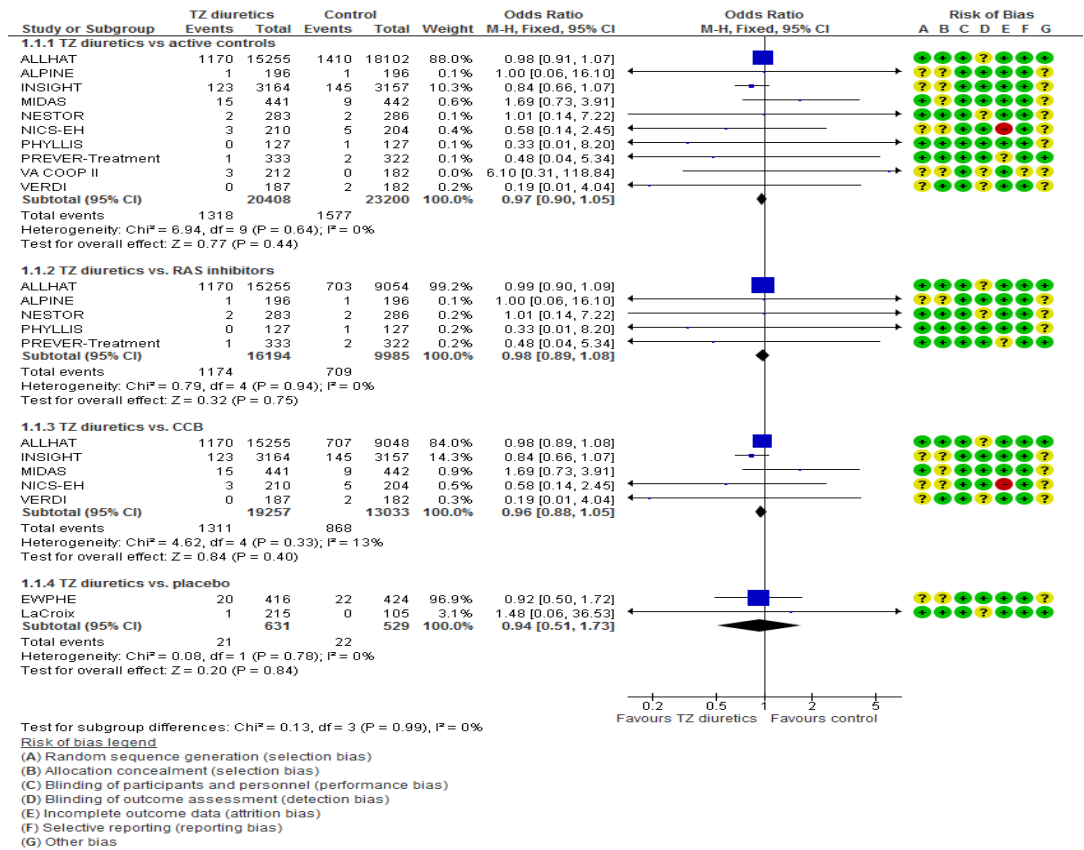 TZ diuretics Control Odds Ratio Odds Ratio Risk of Bias
Study or Subgroup Events Total Events Total Weight M-H, Fixed, 95% CI M-H, Fixed, 95% CI A B C D E F G
1.1.1 TZ diuretics vs active controls
ALLHAT 1170 15255 1410 18102 88.0% 0.98 [0.91, 1.07] + + + ? + + +
ALPINE 1 196 1 196 0.1% 1.00 [0.06, 16.10] ? ? + + + + ?
INSIGHT 123 3164 145 3157 10.3% 0.84 [0.66, 1.07] ? ? + + + + ?
MIDAS 15 441 9 442 0.6% 1.69 [0.73, 3.91] + ? + + + + ?
NESTOR 2 283 2 286 0.1% 1.01 [0.14, 7.22] + + + ? + + ?
NICS-EH 3 210 5 204 0.4% 0.58 [0.14, 2.45] ? ? + + - + ?
PHYLLIS 0 127 1 127 0.1% 0.33 [0.01, 8.20] + + + + + + ?
PREVER-Treatment 1 333 2 322 0.1% 0.48 [0.04, 5.34] + + + + ? + +
VA COOP II 3 212 0 182 0.0% 6.10 [0.31, 118.84] ? ? + ? + ? ?
VERDI 0 187 2 182 0.2% 0.19 [0.01, 4.04] ? ? + ? + + ?
Subtotal (95% CI) 20408 23200 100.0% 0.97 [0.90, 1.05]
Total events 1318 1577
Heterogeneity: Chi² = 6.94, df = 9 (P = 0.64); I² = 0%
Test for overall effect: Z = 0.77 (P = 0.44)
1.1.2 TZ diuretics vs. RAS inhibitors
ALLHAT 1170 15255 703 9054 99.2% 0.99 [0.90, 1.09] + + + ? + + +
ALPINE 1 196 1 196 0.1% 1.00 [0.06, 16.10] ? ? + + + + ?
NESTOR 2 283 2 286 0.2% 1.01 [0.14, 7.22] + + + ? + + ?
PHYLLIS 0 127 1 127 0.2% 0.33 [0.01, 8.20] + + + + + + ?
PREVER-Treatment 1 333 2 322 0.2% 0.48 [0.04, 5.34] + + + + ? + +
Subtotal (95% CI) 16194 9985 100.0% 0.98 [0.89, 1.08]
Total events 1174 709
Heterogeneity: Chi² = 0.79, df = 4 (P = 0.94); I² = 0%
Test for overall effect: Z = 0.32 (P = 0.75)
1.1.3 TZ diuretics vs. CCB
ALLHAT 1170 15255 707 9048 84.0% 0.98 [0.89, 1.08] + + + ? + + +
INSIGHT 123 3164 145 3157 14.3% 0.84 [0.66, 1.07] ? ? + + + + ?
MIDAS 15 441 9 442 0.9% 1.69 [0.73, 3.91] + ? + + + + ?
NICS-EH 3 210 5 204 0.5% 0.58 [0.14, 2.45] ? ? + + - + ?
VERDI 0 187 2 182 0.3% 0.19 [0.01, 4.04] ? ? + ? + + ?
Subtotal (95% CI) 19257 13033 100.0% 0.96 [0.88, 1.05]
Total events 1311 868
Heterogeneity: Chi² = 4.62, df = 4 (P = 0.33); I² = 13%
Test for overall effect: Z = 0.84 (P = 0.40)
1.1.4 TZ diuretics vs. placebo
EWPHE 20 416 22 424 96.9% 0.92 [0.50, 1.72] ? ? + + + + ?
LaCroix 1 215 0 105 3.1% 1.48 [0.06, 36.53] + + + ? + + +
Subtotal (95% CI) 631 529 100.0% 0.94 [0.51, 1.73]
Total events 21 22
Heterogeneity: Chi² = 0.08, df = 1 (P = 0.78); I² = 0%
Test for overall effect: Z = 0.20 (P = 0.84)
0.2 0.5 1 2 5
Favours TZ diuretics Favours control
Test for subgroup differences: Chi² = 0.13, df = 3 (P = 0.99), I² = 0%
Risk of bias legend
(A) Random sequence generation (selection bias)
(B) Allocation concealment (selection bias)
(C) Blinding of participants and personnel (performance bias)
(D) Blinding of outcome assessment (detection bias)
(E) Incomplete outcome data (attrition bias)
(F) Selective reporting (reporting bias)
(G) Other bias